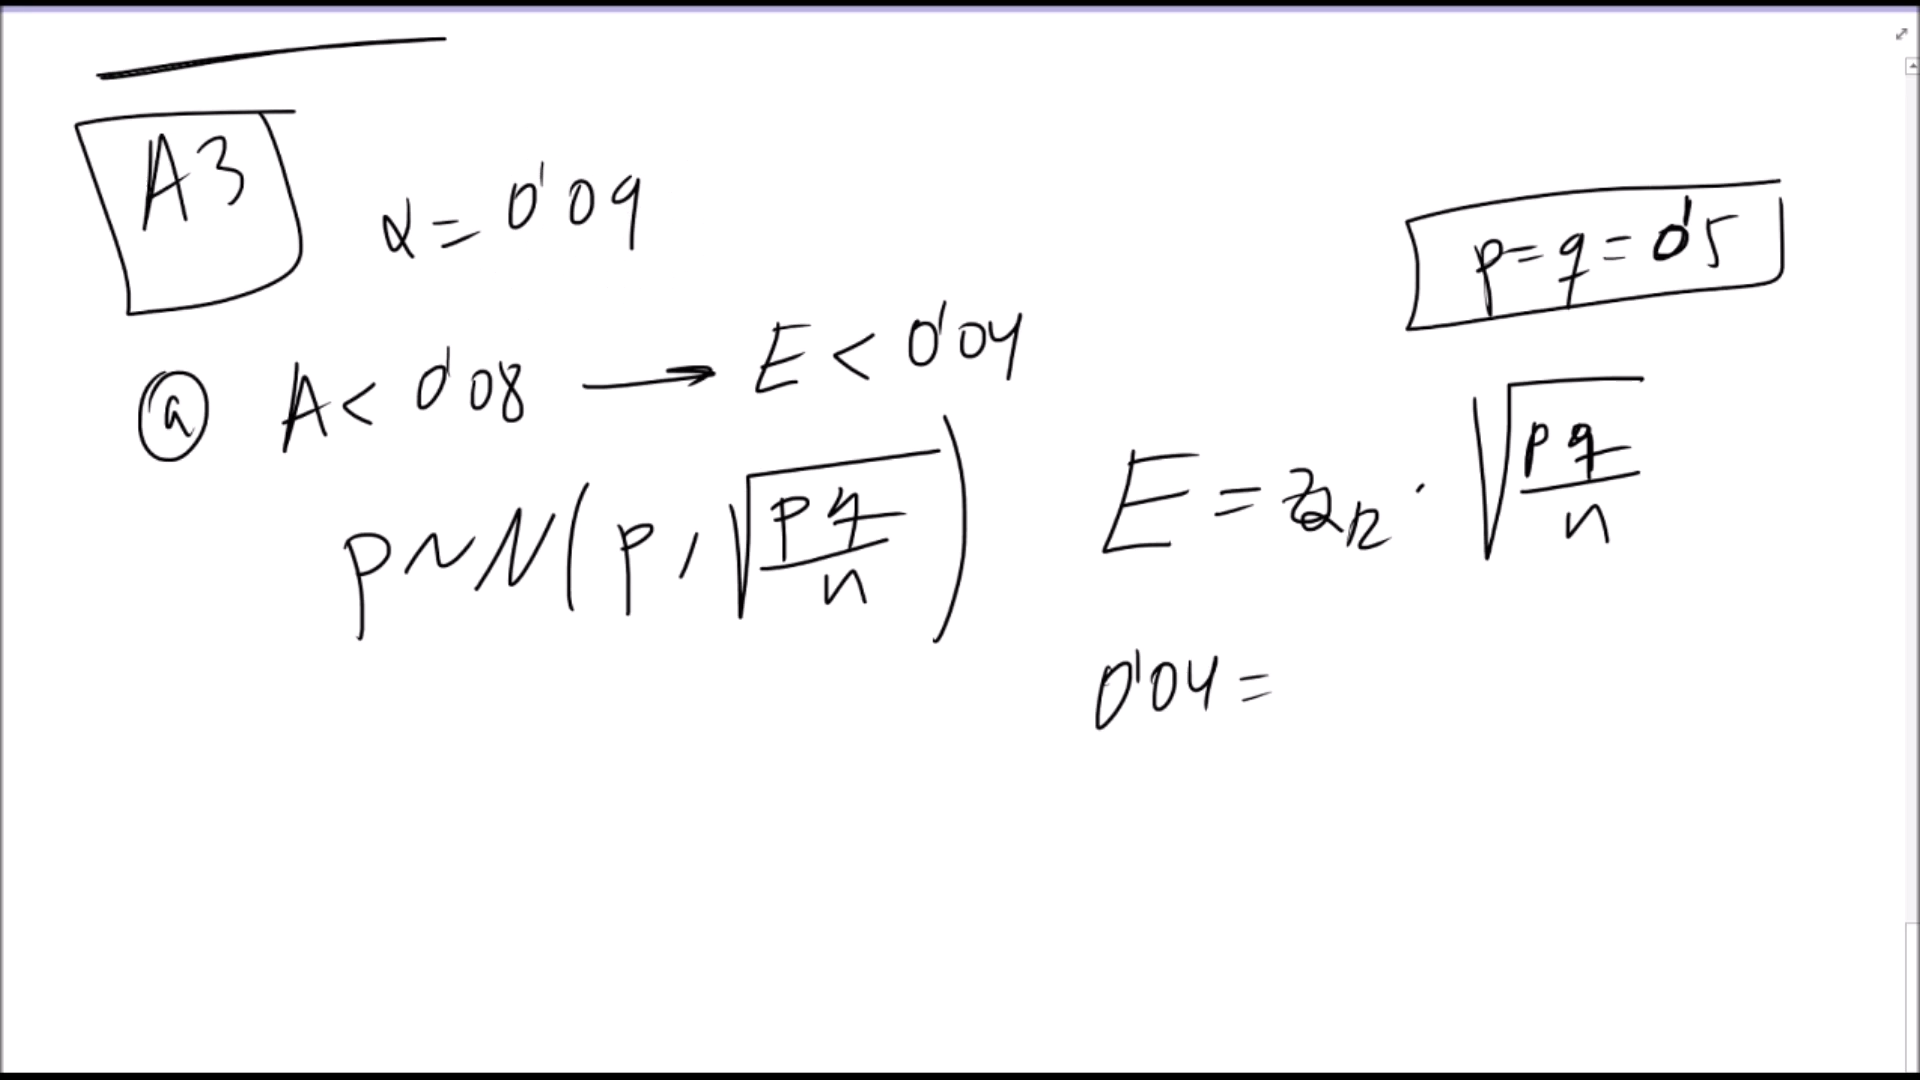 A3
α = 0'09
p = q = 0'5
ⓐ A < 0'08 → E < 0'04
p ~ N(p, √(pq/n))
E = z_{α/2} · √(pq/n)
0'04 =